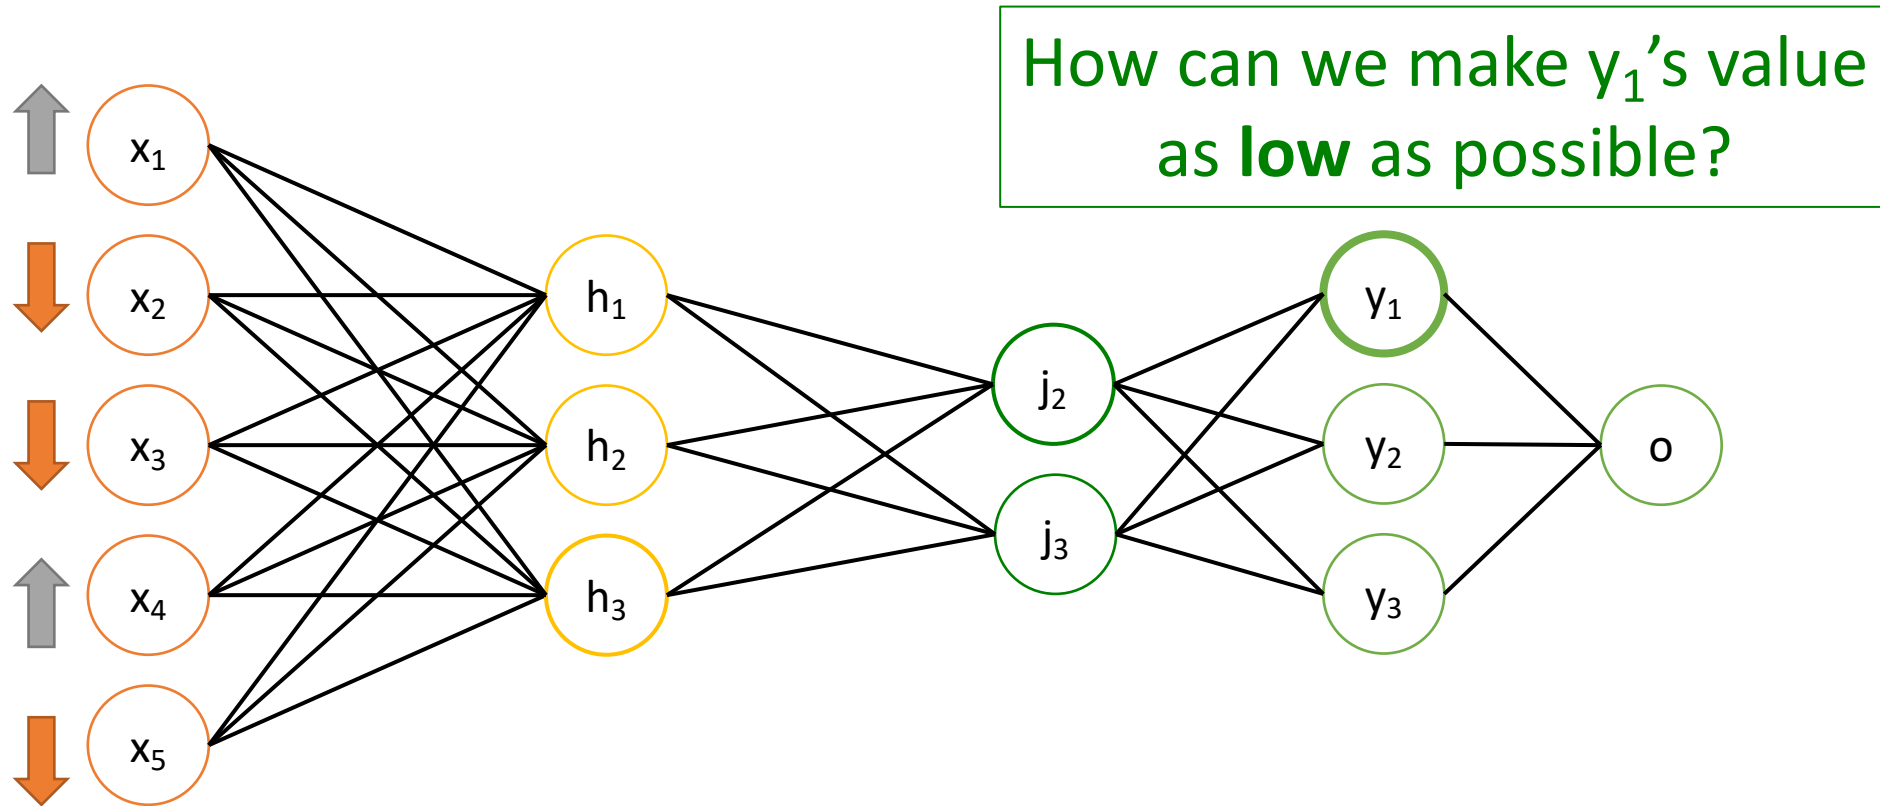 How can we make y₁’s value
as low as possible?
x₁
x₂
x₃
x₄
x₅
h₁
h₂
h₃
j₂
j₃
y₁
y₂
y₃
o